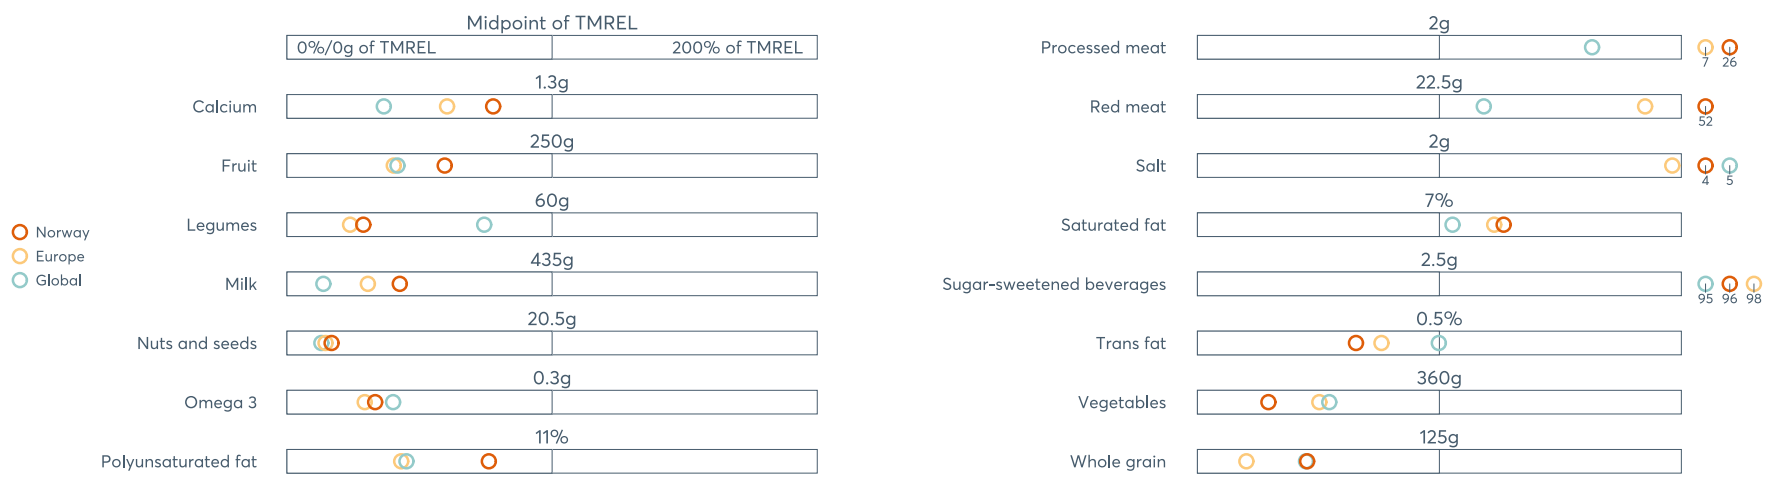 Midpoint of TMREL
0%/0g of TMREL 200% of TMREL
1.3g
Calcium
250g
Fruit
60g
Legumes
435g
Milk
20.5g
Nuts and seeds
0.3g
Omega 3
11%
Polyunsaturated fat
Norway
Europe
Global
2g
Processed meat
7 26
22.5g
Red meat
52
2g
Salt
4 5
7%
Saturated fat
2.5g
Sugar-sweetened beverages
95 96 98
0.5%
Trans fat
360g
Vegetables
125g
Whole grain